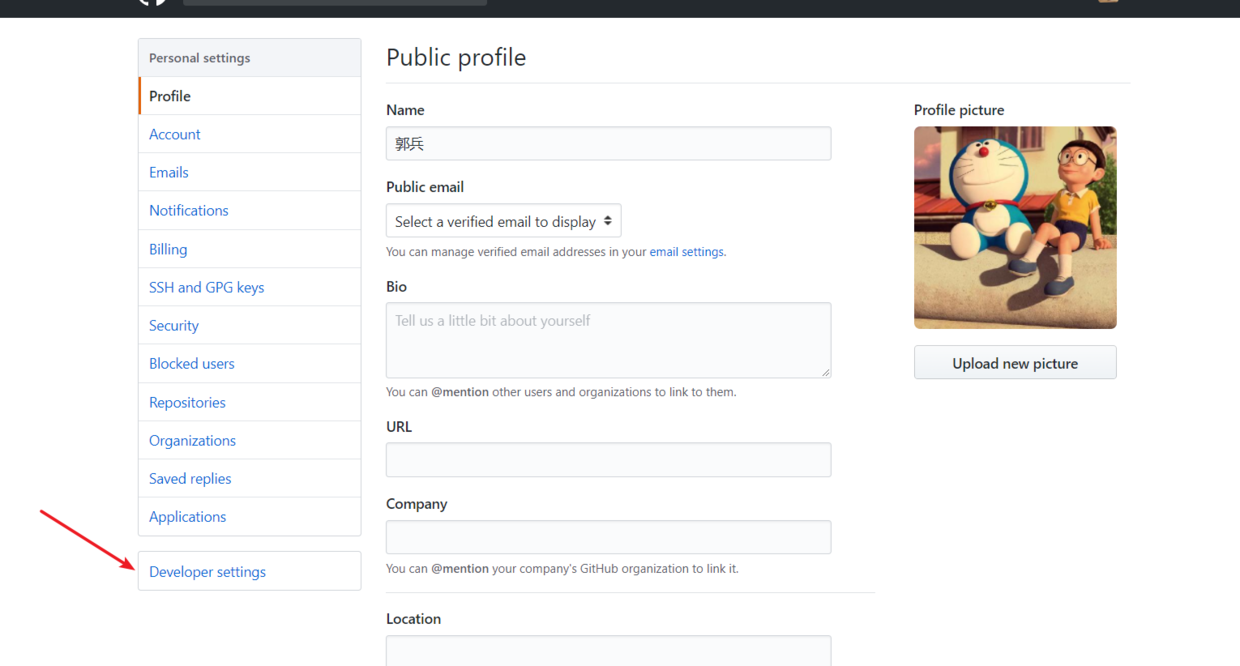 Personal settings
Profile
Account
Emails
Notifications
Billing
SSH and GPG keys
Security
Blocked users
Repositories
Organizations
Saved replies
Applications
Developer settings
Public profile
Name
郭兵
Public email
Select a verified email to display
You can manage verified email addresses in your email settings.
Bio
Tell us a little bit about yourself
You can @mention other users and organizations to link to them.
URL
Company
You can @mention your company's GitHub organization to link it.
Location
Profile picture
Upload new picture